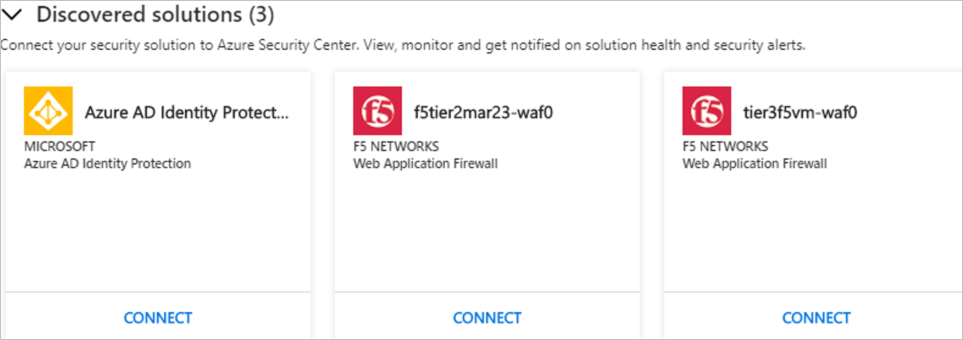 Discovered solutions (3)
Connect your security solution to Azure Security Center. View, monitor and get notified on solution health and security alerts.
Azure AD Identity Protect...
MICROSOFT
Azure AD Identity Protection
CONNECT
f5
f5tier2mar23-waf0
F5 NETWORKS
Web Application Firewall
CONNECT
f5
tier3f5vm-waf0
F5 NETWORKS
Web Application Firewall
CONNECT